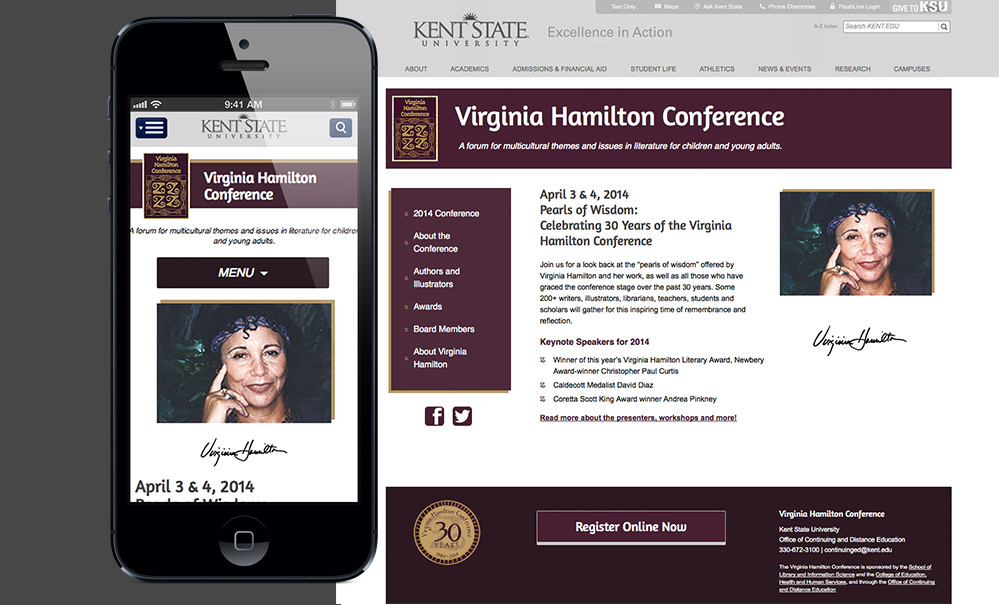 9:41 AM
KENT STATE
UNIVERSITY
Virginia
Hamilton
Conference
Virginia Hamilton
Conference
A forum for multicultural themes and issues in literature for children
and young adults.
MENU
Virginia Hamilton
April 3 & 4, 2014
Pearls of Wisdom:
Text Only
Maps
Ask Kent State
Phone Directories
FlashLine Login
GIVE TO KSU
KENT STATE
UNIVERSITY
Excellence in Action
A-Z Index
Search KENT.EDU
ABOUT
ACADEMICS
ADMISSIONS & FINANCIAL AID
STUDENT LIFE
ATHLETICS
NEWS & EVENTS
RESEARCH
CAMPUSES
Virginia
Hamilton
Conference
Virginia Hamilton Conference
A forum for multicultural themes and issues in literature for children and young adults.
2014 Conference
About the
Conference
Authors and
Illustrators
Awards
Board Members
About Virginia
Hamilton
April 3 & 4, 2014
Pearls of Wisdom:
Celebrating 30 Years of the Virginia
Hamilton Conference
Join us for a look back at the "pearls of wisdom" offered by
Virginia Hamilton and her work, as well as all those who have
graced the conference stage over the past 30 years. Some
200+ writers, illustrators, librarians, teachers, students and
scholars will gather for this inspiring time of remembrance and
reflection.
Keynote Speakers for 2014
Winner of this year's Virginia Hamilton Literary Award, Newbery
Award-winner Christopher Paul Curtis
Caldecott Medalist David Diaz
Coretta Scott King Award winner Andrea Pinkney
Read more about the presenters, workshops and more!
Virginia Hamilton
Virginia Hamilton Conference
30
YEARS
1984-2014
Register Online Now
Virginia Hamilton Conference
Kent State University
Office of Continuing and Distance Education
330-672-3100 | continuinged@kent.edu
The Virginia Hamilton Conference is sponsored by the School of
Library and Information Science and the College of Education,
Health and Human Services, and through the Office of Continuing
and Distance Education